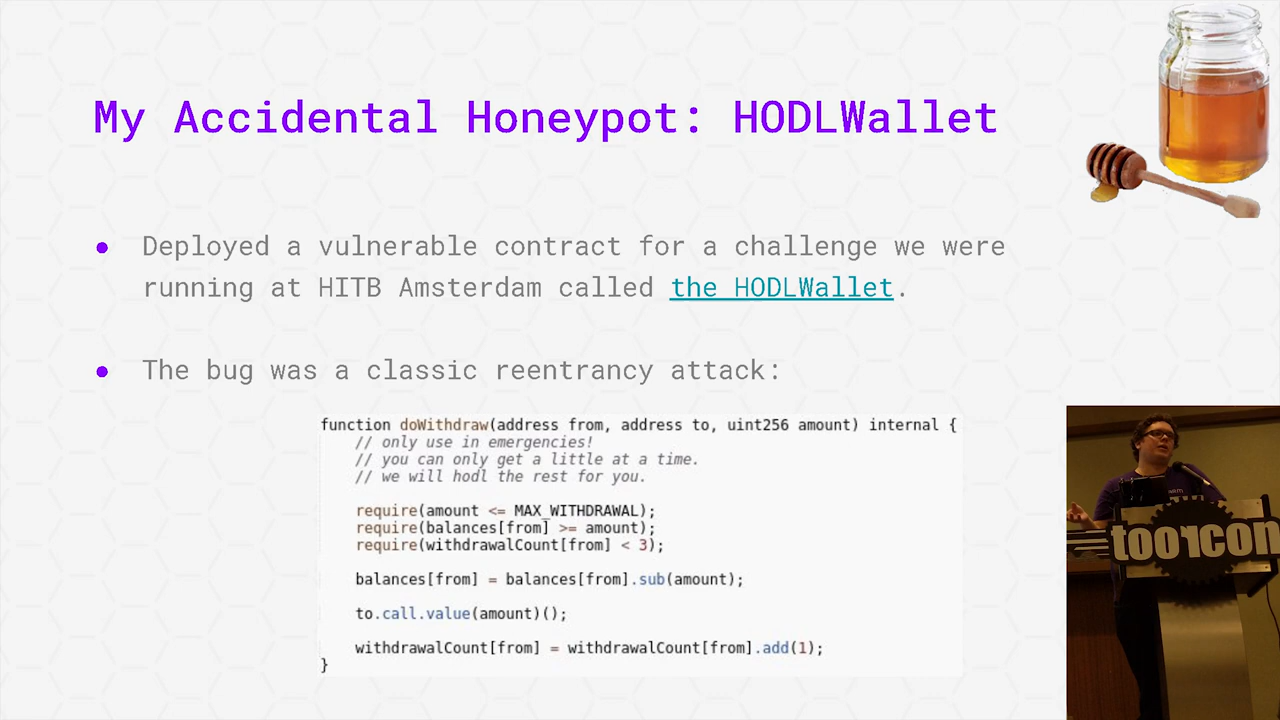 My Accidental Honeypot: HODLWallet
● Deployed a vulnerable contract for a challenge we were
running at HITB Amsterdam called the HODLWallet.
● The bug was a classic reentrancy attack:
function doWithdraw(address from, address to, uint256 amount) internal {
// only use in emergencies!
// you can only get a little at a time.
// we will hodl the rest for you.
require(amount <= MAX_WITHDRAWAL);
require(balances[from] >= amount);
require(withdrawalCount[from] < 3);
balances[from] = balances[from].sub(amount);
to.call.value(amount)();
withdrawalCount[from] = withdrawalCount[from].add(1);
}
toorcon